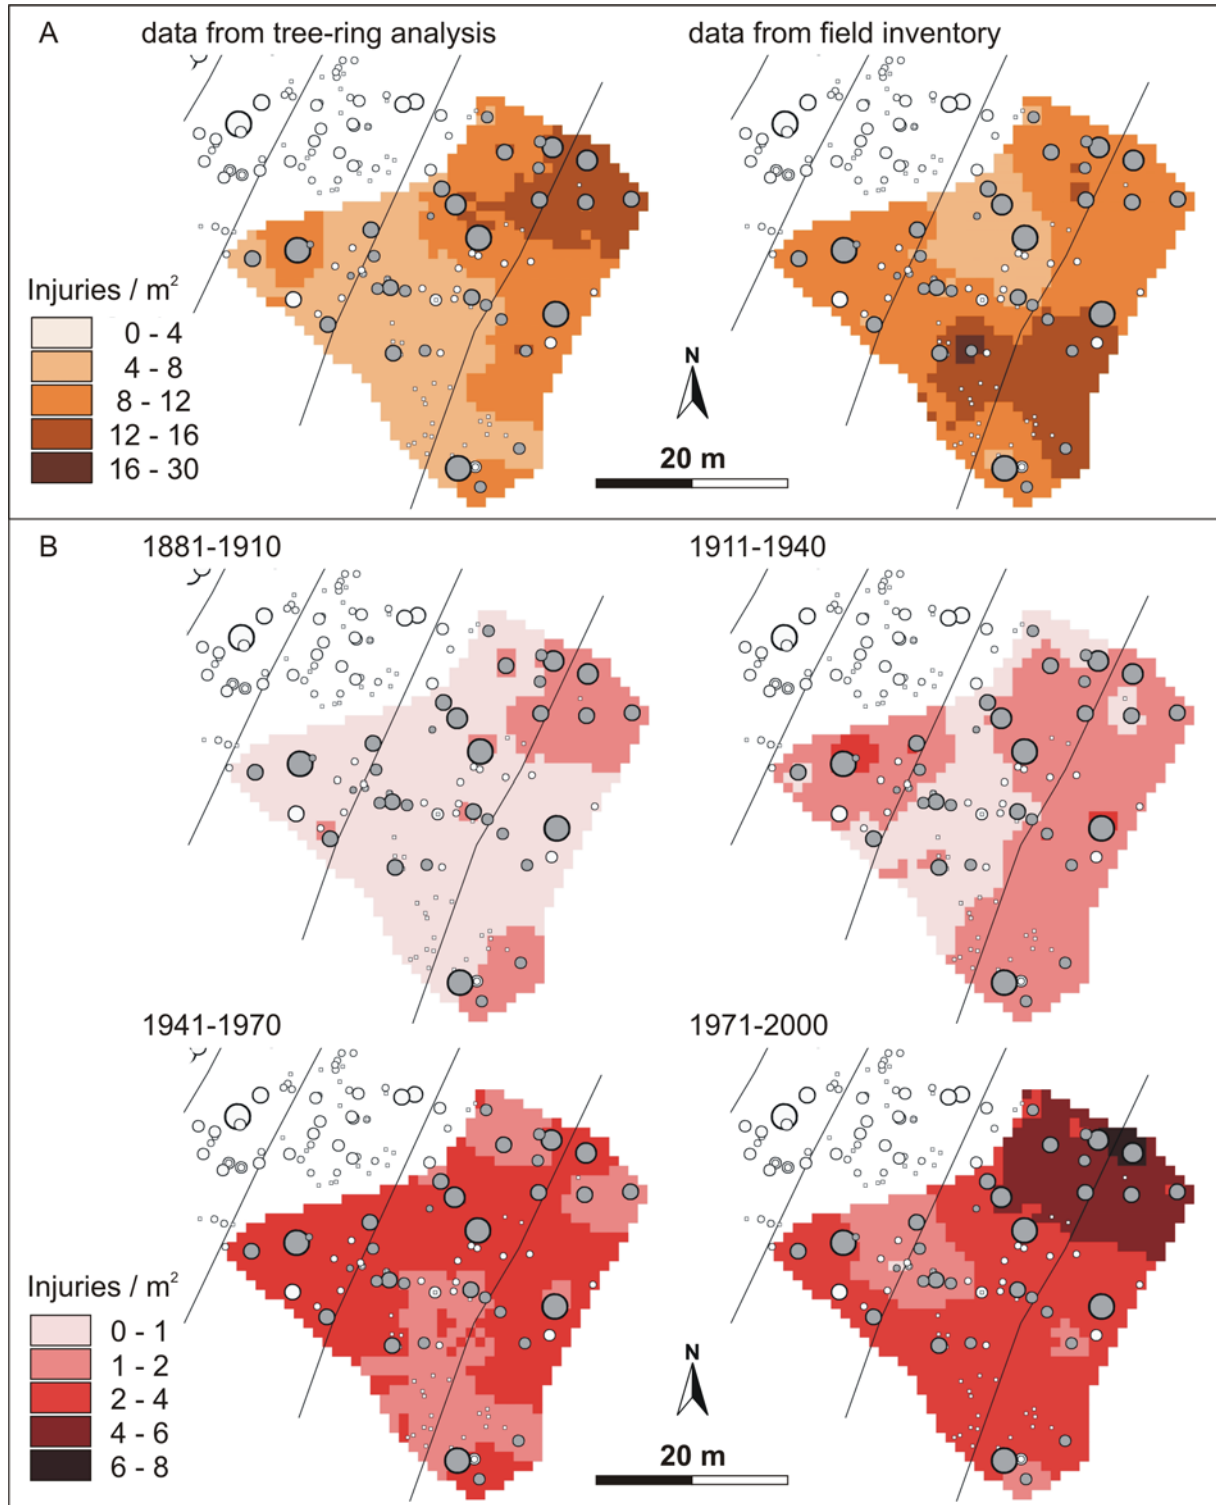 A
data from tree-ring analysis
data from field inventory
Injuries / m²
0 - 4
4 - 8
8 - 12
12 - 16
16 - 30
N
20 m
B
1881-1910
1911-1940
1941-1970
1971-2000
Injuries / m²
0 - 1
1 - 2
2 - 4
4 - 6
6 - 8
N
20 m